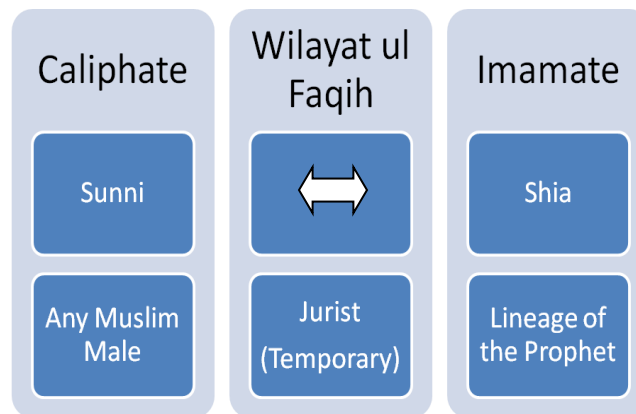 Caliphate
Sunni
Any Muslim
Male
Wilayat ul
Faqih
Jurist
(Temporary)
Imamate
Shia
Lineage of
the Prophet